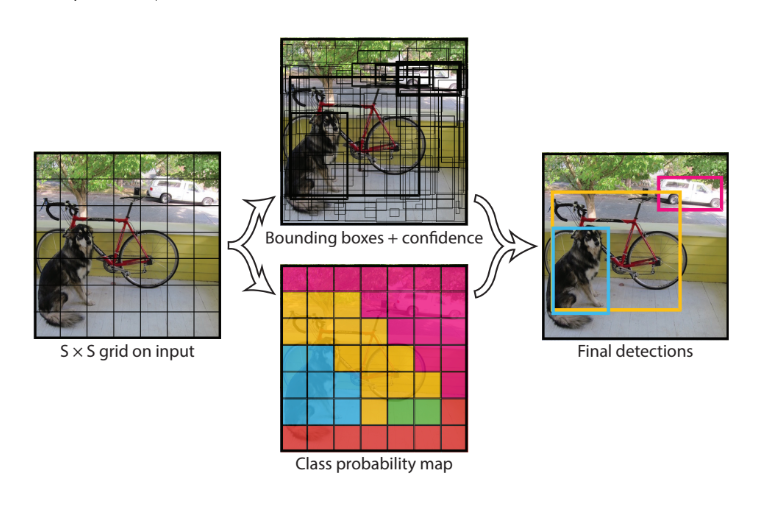 Bounding boxes + confidence
S × S grid on input
Final detections
Class probability map